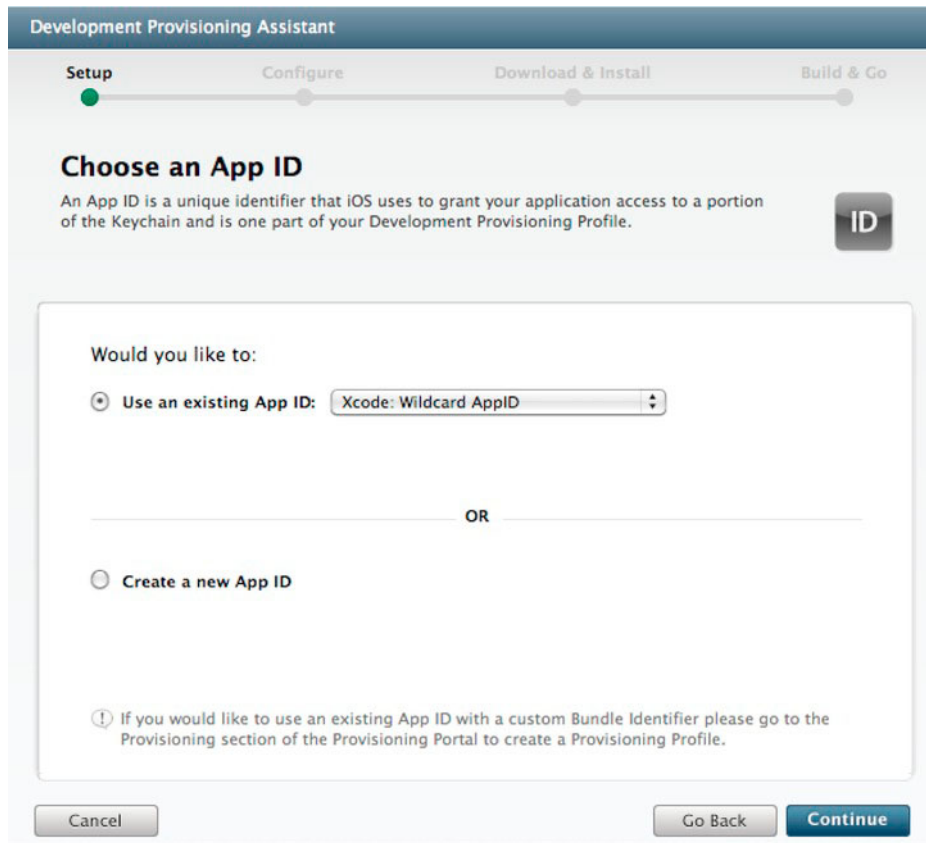 Development Provisioning Assistant
Setup Configure Download & Install Build & Go
Choose an App ID
An App ID is a unique identifier that iOS uses to grant your application access to a portion
of the Keychain and is one part of your Development Provisioning Profile.
ID
Would you like to:
Use an existing App ID: Xcode: Wildcard AppID
OR
Create a new App ID
If you would like to use an existing App ID with a custom Bundle Identifier please go to the
Provisioning section of the Provisioning Portal to create a Provisioning Profile.
Cancel Go Back Continue